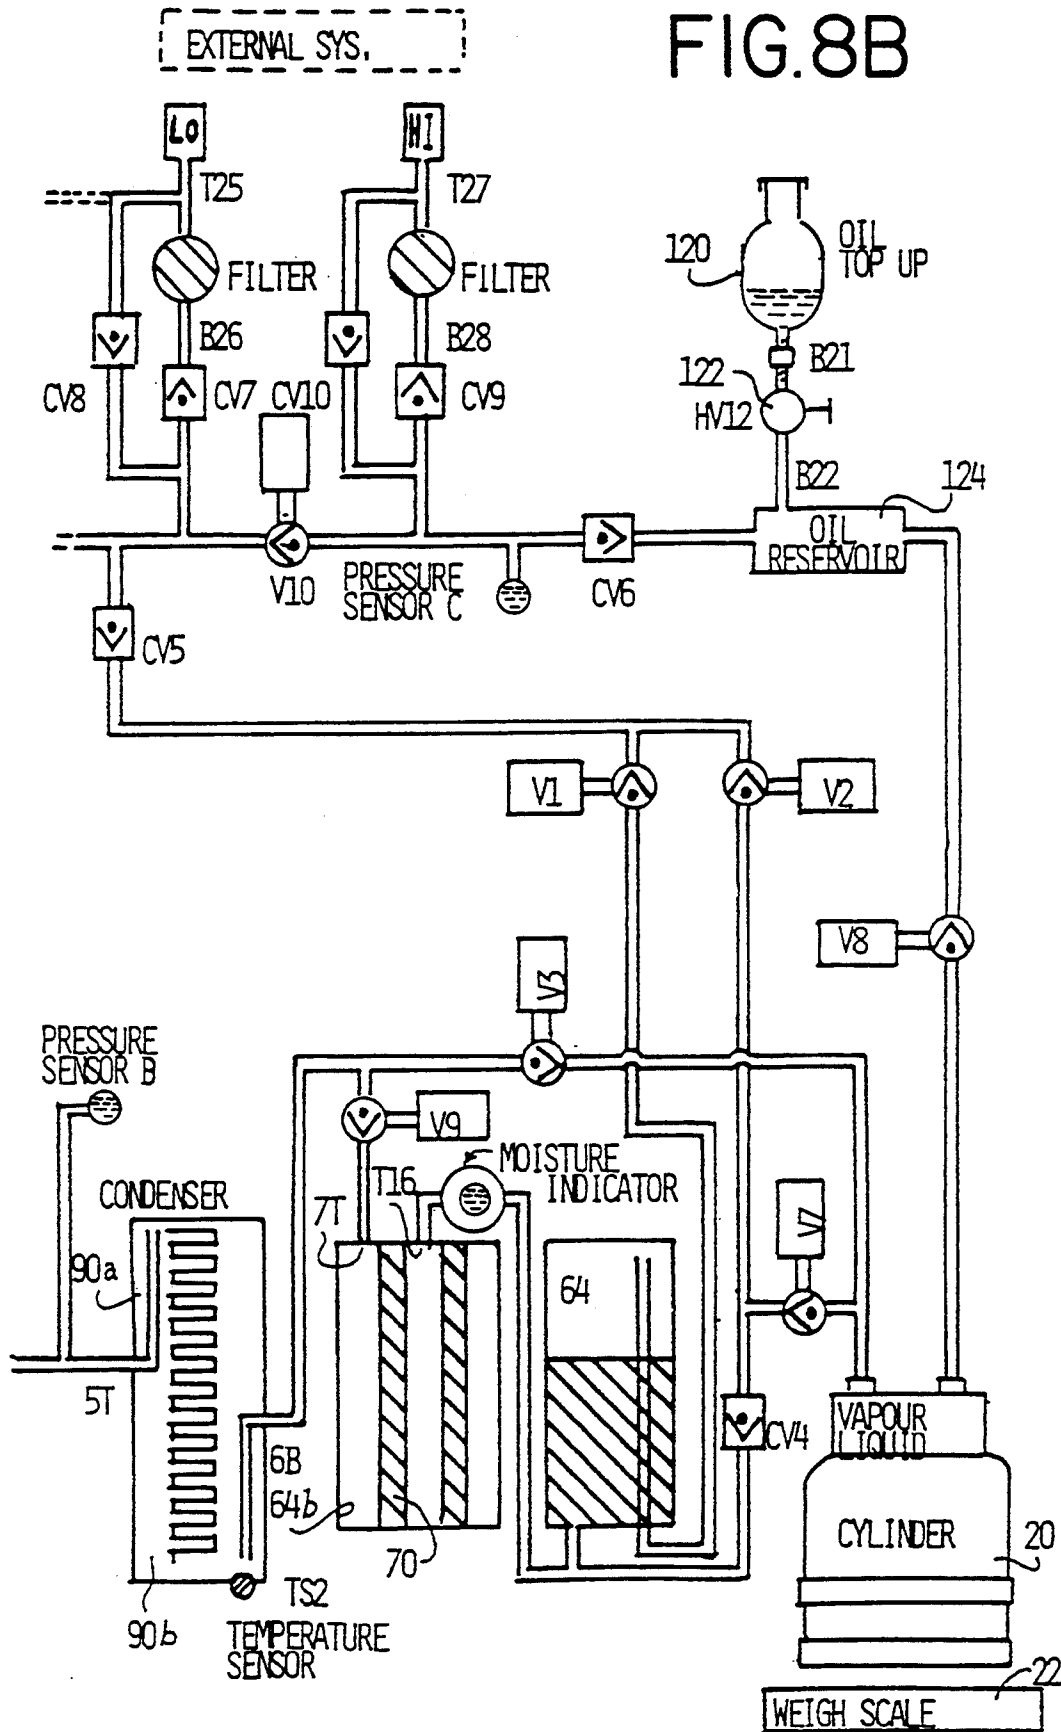 FIG.8B
EXTERNAL SYS.
LO
HI
T25
T27
120
OIL
TOP UP
FILTER
FILTER
B26
B28
B21
122
CV8
CV7
CV10
CV9
HV12
B22
124
OIL
RESERVOIR
V10
PRESSURE
SENSOR C
CV6
CV5
V1
V2
V8
V3
PRESSURE
SENSOR B
V9
MOISTURE
INDICATOR
T16
CONDENSER
7T
V7
90a
64
5T
VAPOUR
LIQUID
CV4
6B
64b
CYLINDER
20
70
TS2
90b
TEMPERATURE
SENSOR
22
WEIGH SCALE